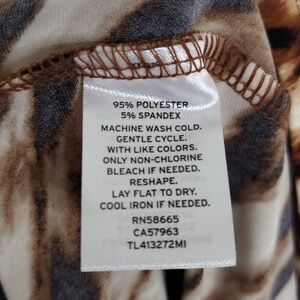 95% POLYESTER
5% SPANDEX
MACHINE WASH COLD.
GENTLE CYCLE.
WITH LIKE COLORS.
ONLY NON-CHLORINE
BLEACH IF NEEDED.
RESHAPE.
LAY FLAT TO DRY.
COOL IRON IF NEEDED.
RN58665
CA57963
TL413272MI